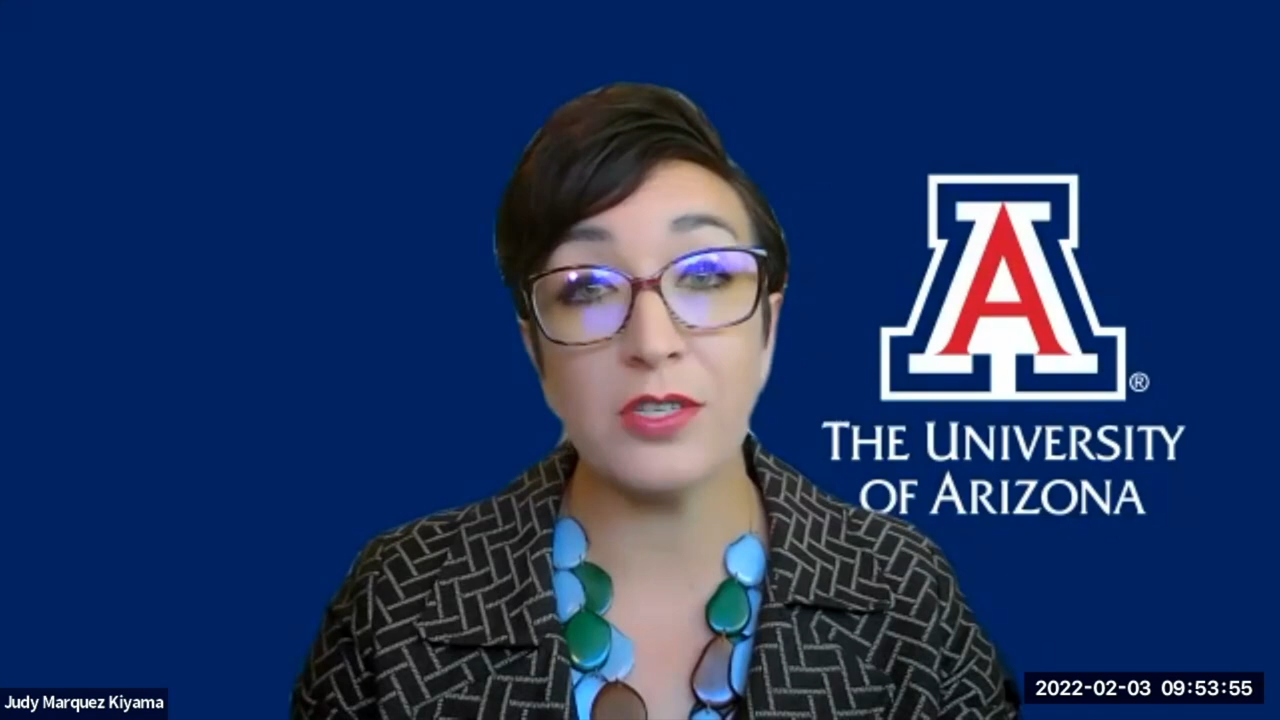 A
®
THE UNIVERSITY
OF ARIZONA
Judy Marquez Kiyama
2022-02-03 09:53:55